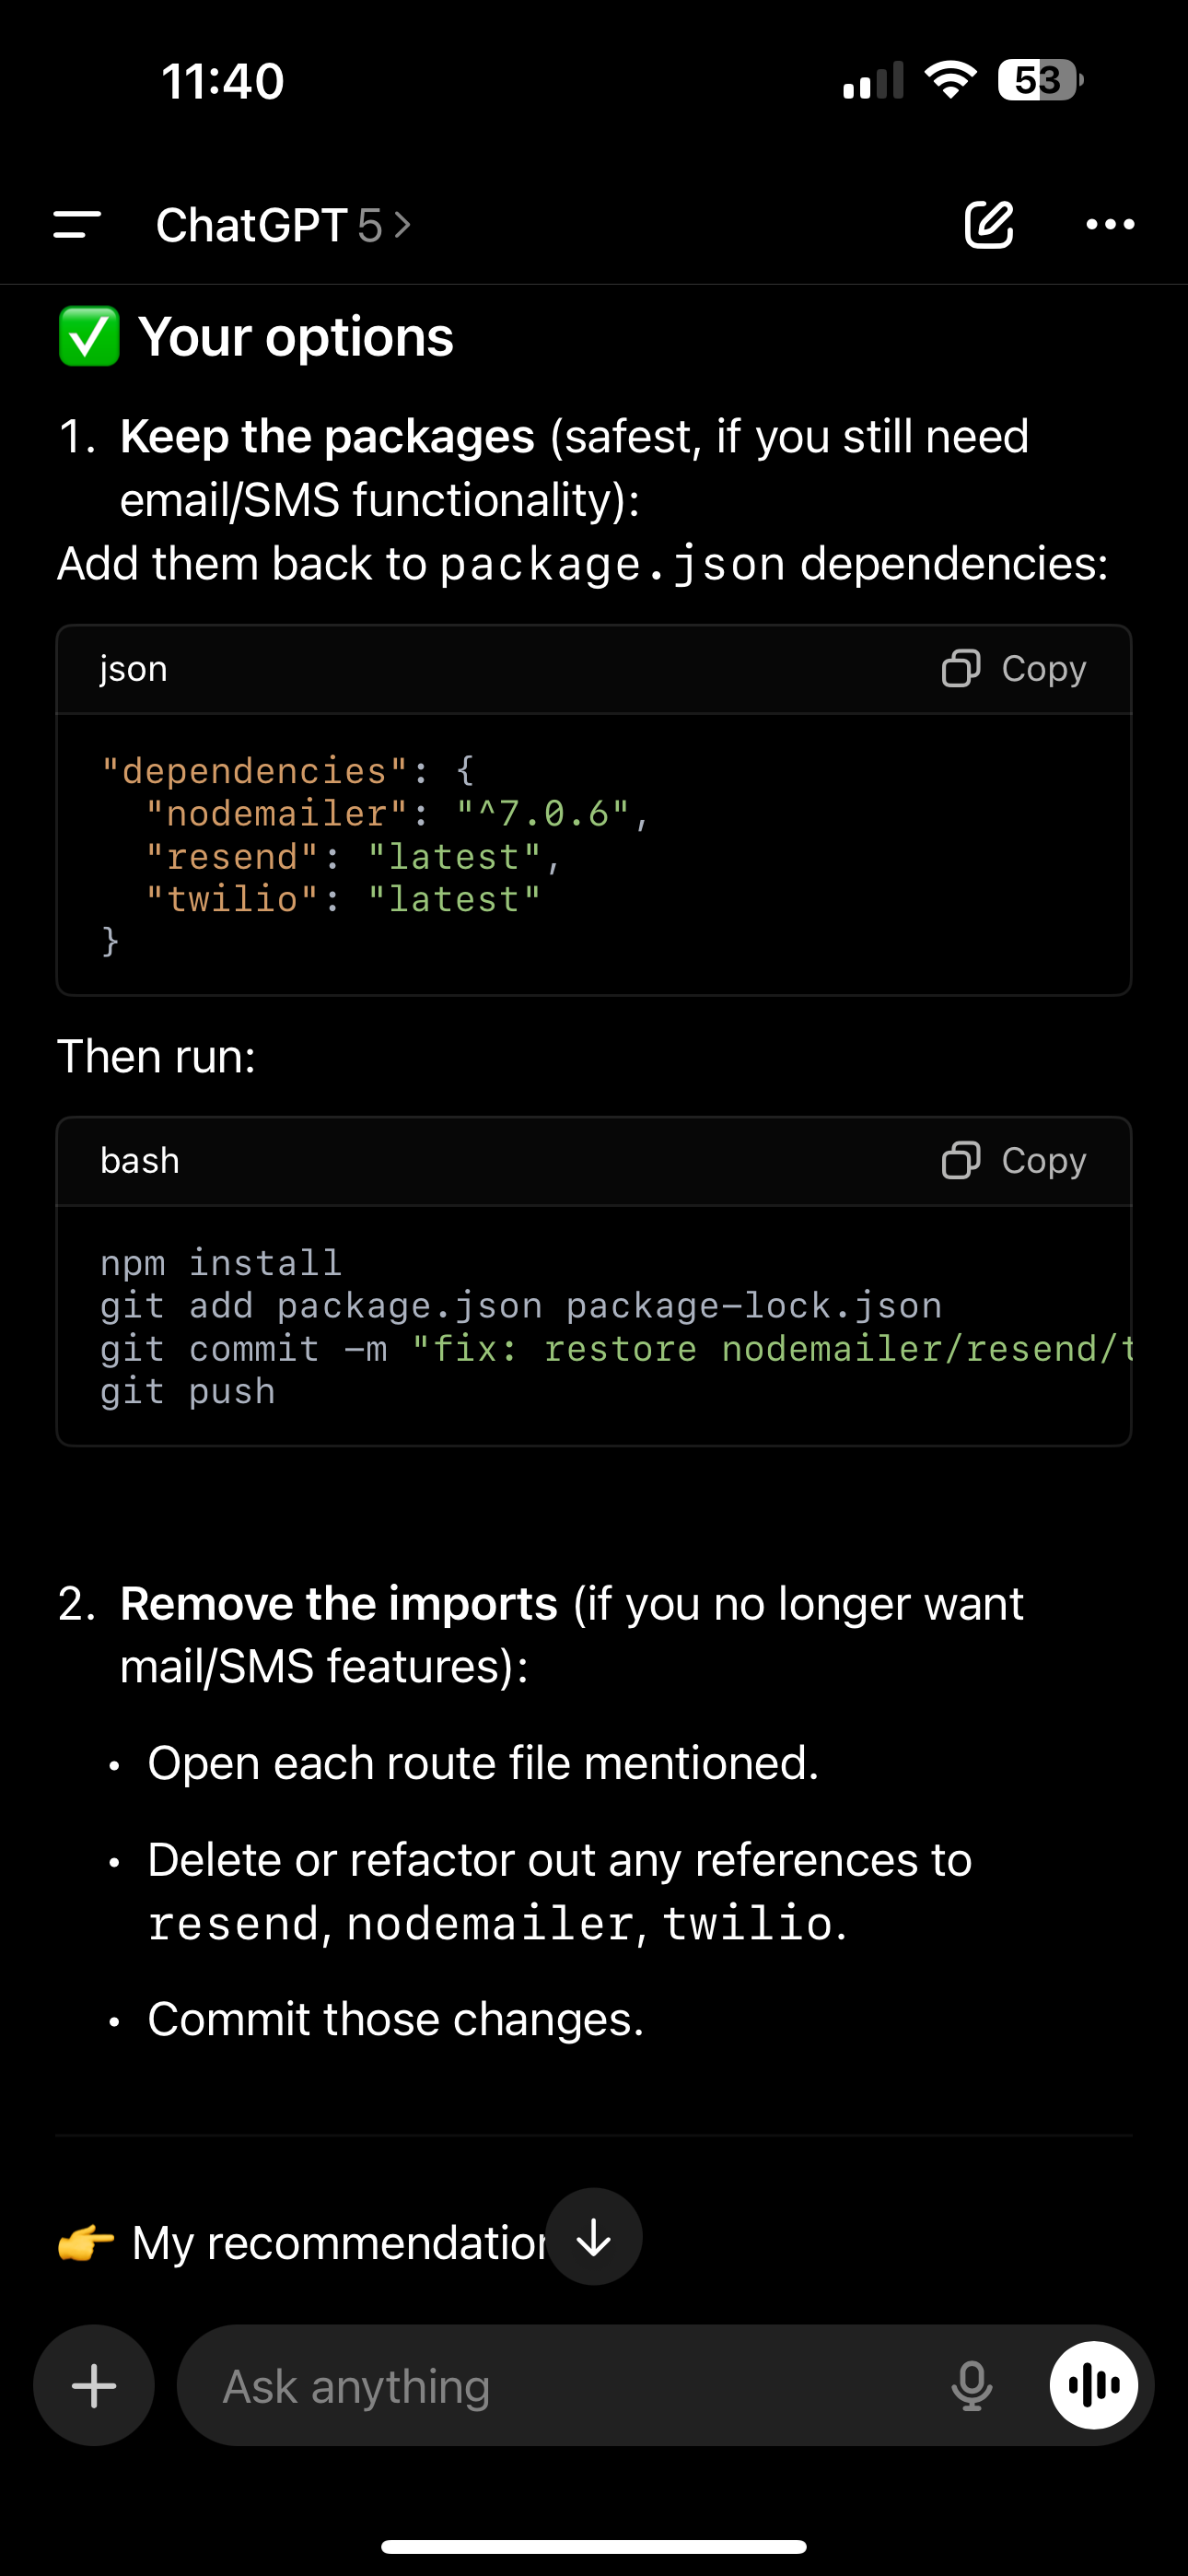 11:40
53
ChatGPT 5 >
✅ Your options
1. Keep the packages (safest, if you still need
email/SMS functionality):
Add them back to package.json dependencies:
json
Copy
"dependencies": {
  "nodemailer": "^7.0.6",
  "resend": "latest",
  "twilio": "latest"
}
Then run:
bash
Copy
npm install
git add package.json package-lock.json
git commit -m "fix: restore nodemailer/resend/t
git push
2. Remove the imports (if you no longer want
mail/SMS features):
• Open each route file mentioned.
• Delete or refactor out any references to
resend, nodemailer, twilio.
• Commit those changes.
👉 My recommendation
Ask anything